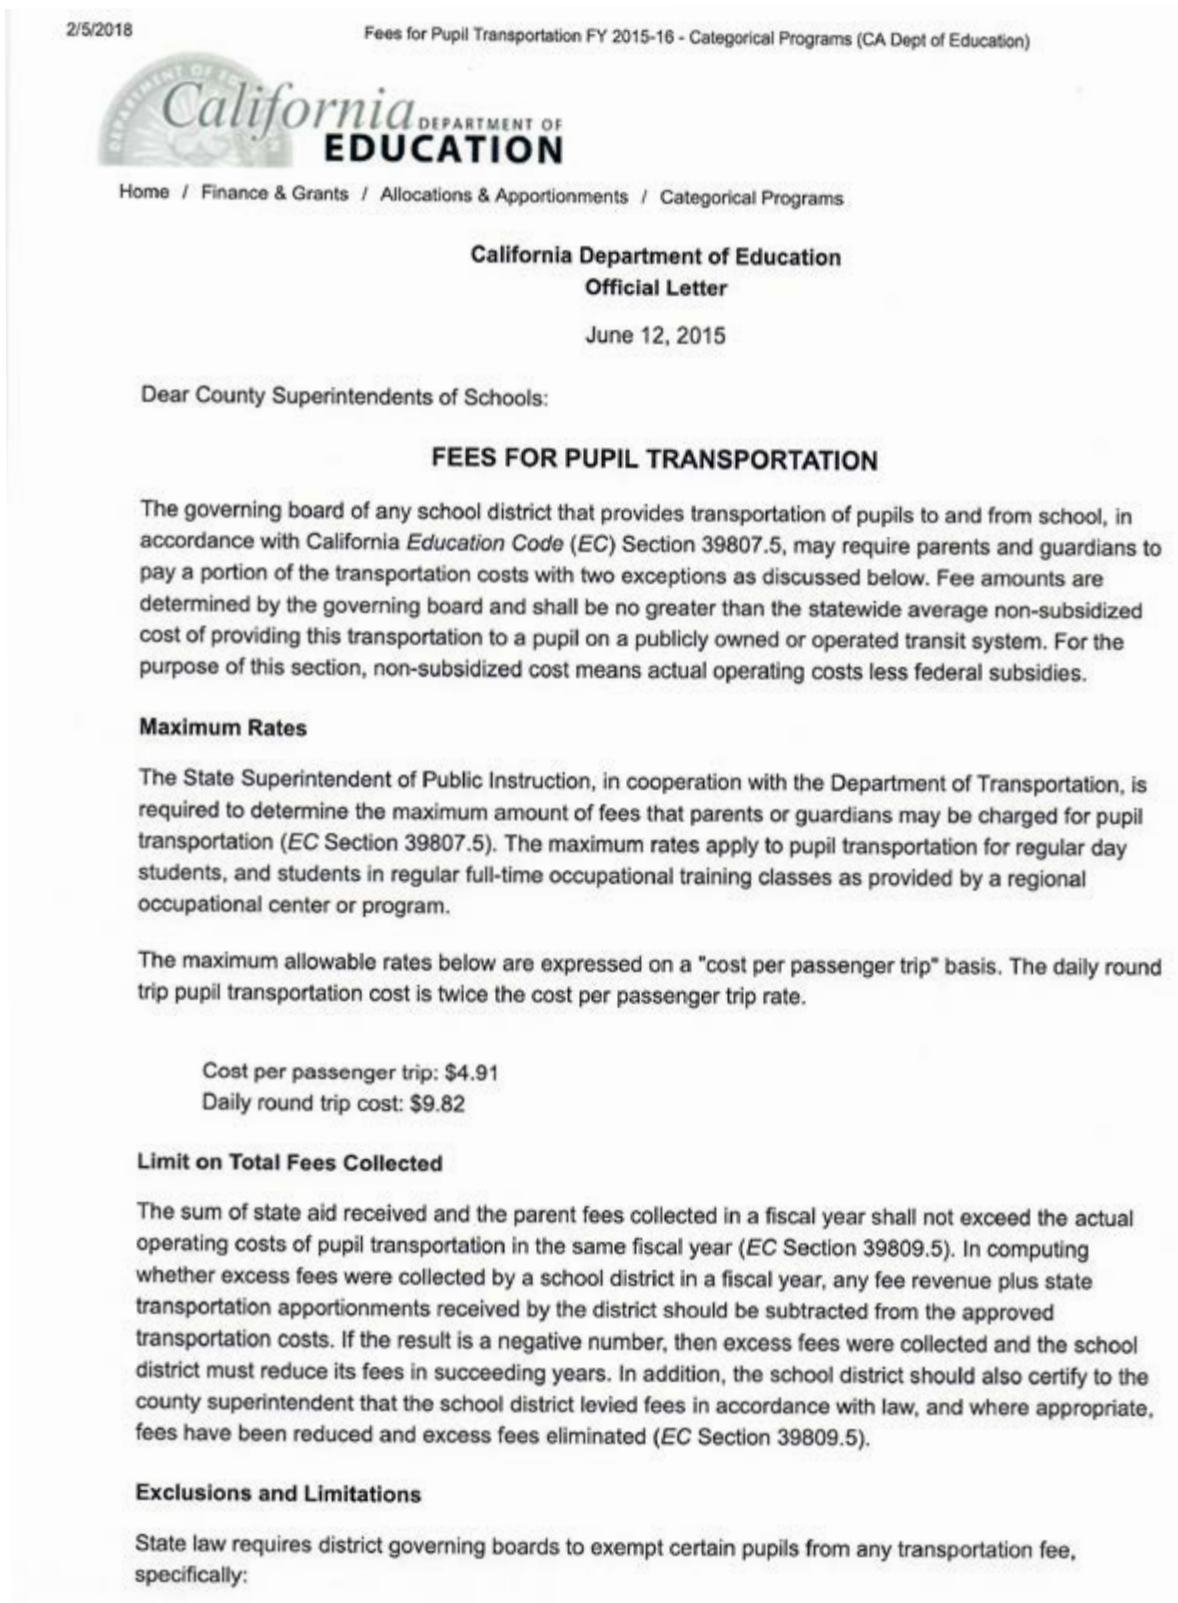 2/5/2018 Fees for Pupil Transportation FY 2015-16 - Categorical Programs (CA Dept of Education)
California DEPARTMENT OF
EDUCATION
Home / Finance & Grants / Allocations & Apportionments / Categorical Programs
California Department of Education
Official Letter
June 12, 2015
Dear County Superintendents of Schools:
FEES FOR PUPIL TRANSPORTATION
The governing board of any school district that provides transportation of pupils to and from school, in
accordance with California Education Code (EC) Section 39807.5, may require parents and guardians to
pay a portion of the transportation costs with two exceptions as discussed below. Fee amounts are
determined by the governing board and shall be no greater than the statewide average non-subsidized
cost of providing this transportation to a pupil on a publicly owned or operated transit system. For the
purpose of this section, non-subsidized cost means actual operating costs less federal subsidies.
Maximum Rates
The State Superintendent of Public Instruction, in cooperation with the Department of Transportation, is
required to determine the maximum amount of fees that parents or guardians may be charged for pupil
transportation (EC Section 39807.5). The maximum rates apply to pupil transportation for regular day
students, and students in regular full-time occupational training classes as provided by a regional
occupational center or program.
The maximum allowable rates below are expressed on a "cost per passenger trip" basis. The daily round
trip pupil transportation cost is twice the cost per passenger trip rate.
Cost per passenger trip: $4.91
Daily round trip cost: $9.82
Limit on Total Fees Collected
The sum of state aid received and the parent fees collected in a fiscal year shall not exceed the actual
operating costs of pupil transportation in the same fiscal year (EC Section 39809.5). In computing
whether excess fees were collected by a school district in a fiscal year, any fee revenue plus state
transportation apportionments received by the district should be subtracted from the approved
transportation costs. If the result is a negative number, then excess fees were collected and the school
district must reduce its fees in succeeding years. In addition, the school district should also certify to the
county superintendent that the school district levied fees in accordance with law, and where appropriate,
fees have been reduced and excess fees eliminated (EC Section 39809.5).
Exclusions and Limitations
State law requires district governing boards to exempt certain pupils from any transportation fee,
specifically: